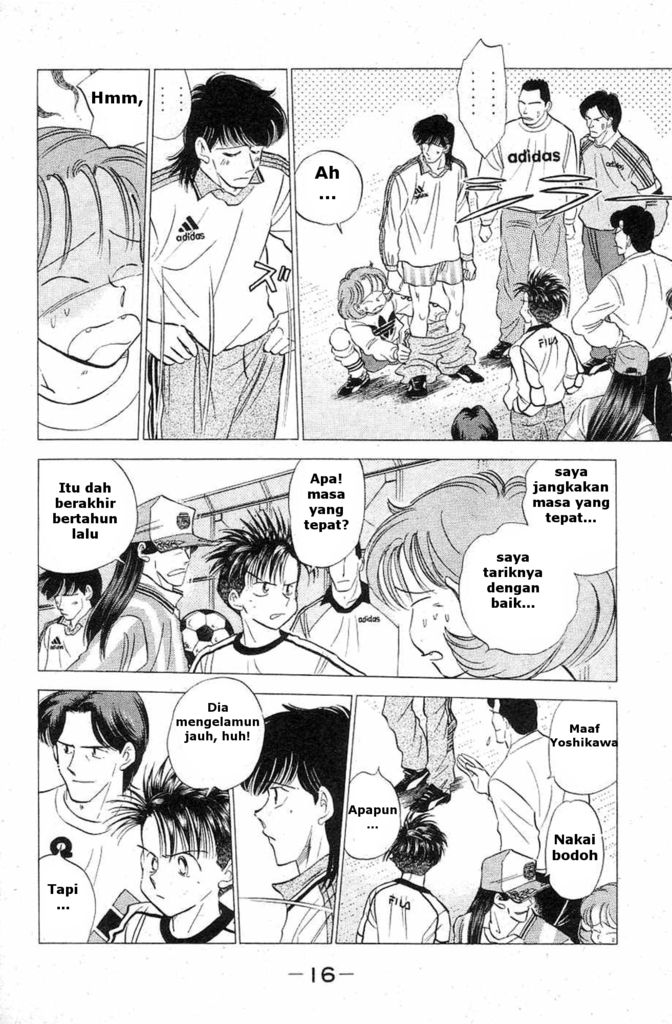 Hmm,
......
adidas
Ah
...
......
adidas
FILA
ズ
Itu dah
berakhir
bertahun
lalu
Apa!
masa
yang
tepat?
saya
jangkakan
masa yang
tepat...
saya
tariknya
dengan
baik...
adidas
Dia
mengelamun
jauh, huh!
Tapi
...
Apapun
...
Maaf
Yoshikawa
Nakai
bodoh
FILA
-16-